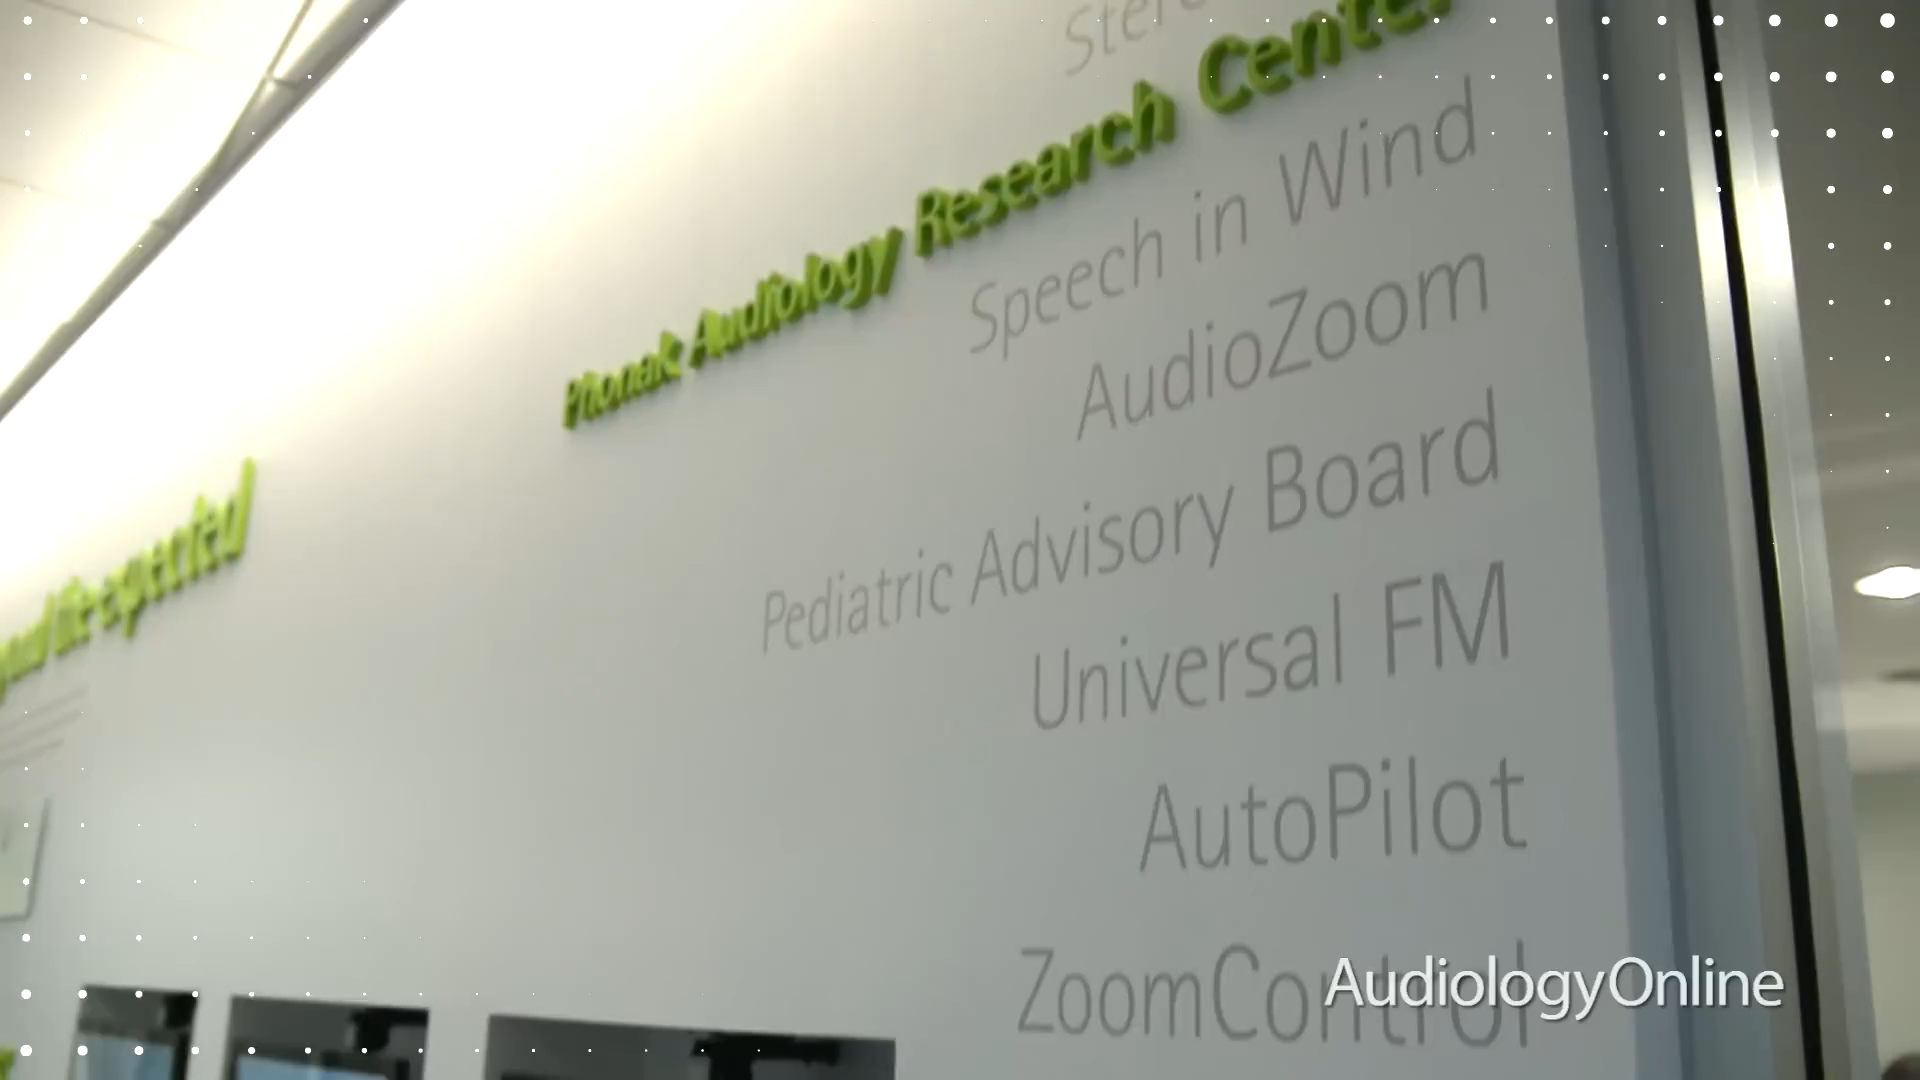 Phonak Audiology Research Center
Speech in Wind
AudioZoom
Pediatric Advisory Board
Universal FM
AutoPilot
ZoomControl
AudiologyOnline